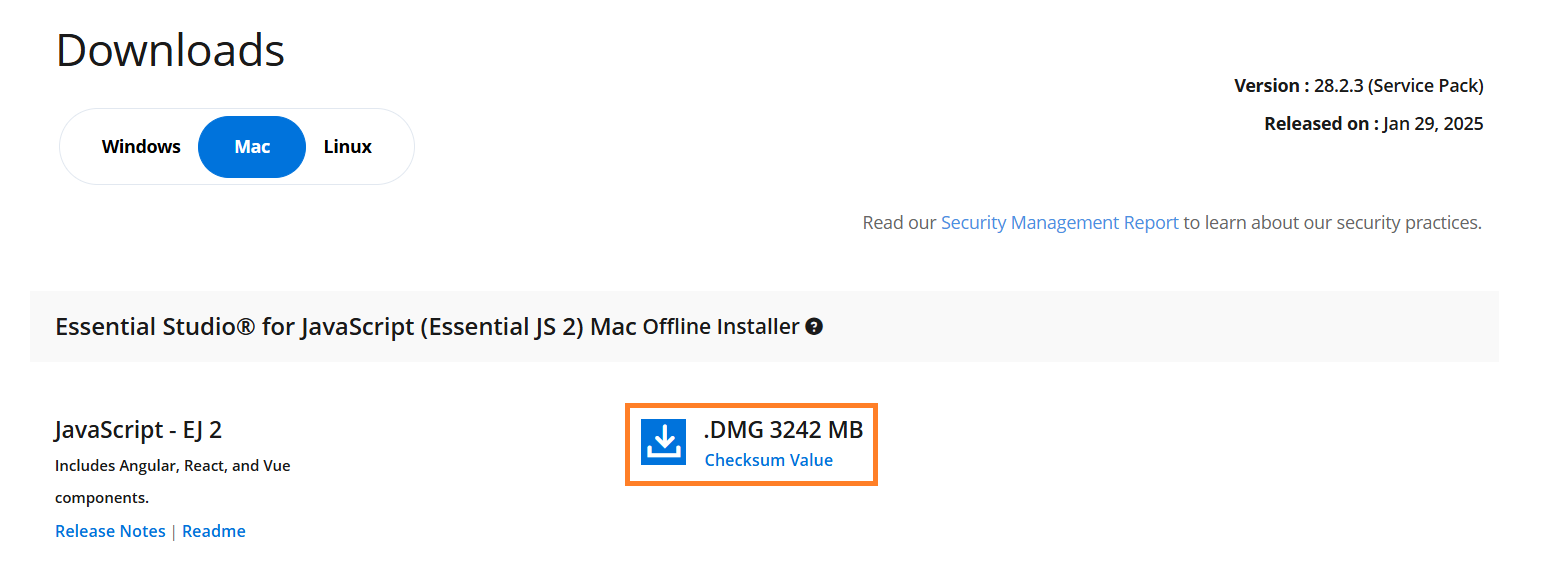 Downloads
Version : 28.2.3 (Service Pack)
Windows Mac Linux
Released on : Jan 29, 2025
Read our Security Management Report to learn about our security practices.
Essential Studio® for JavaScript (Essential JS 2) Mac Offline Installer ?
JavaScript - EJ 2
Includes Angular, React, and Vue
components.
Release Notes | Readme
.DMG 3242 MB
Checksum Value